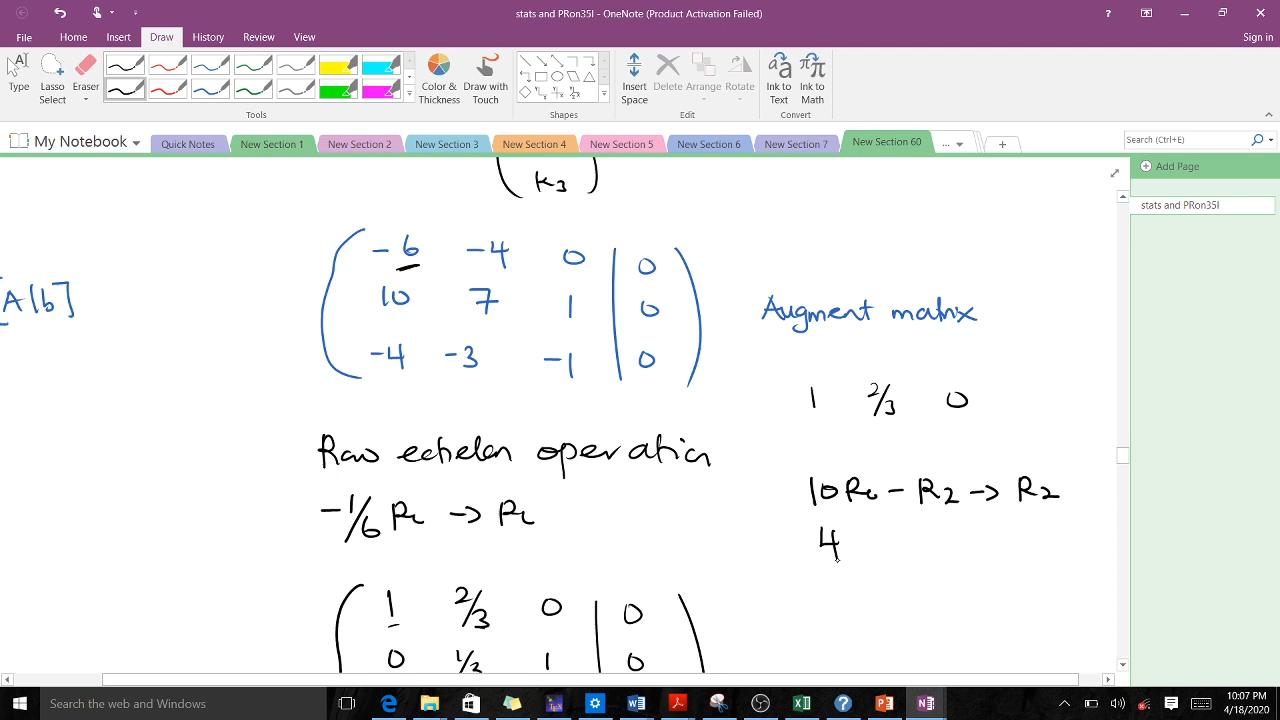 stats and PRon35l - OneNote (Product Activation Failed)
File Home Insert Draw History Review View Sign in
Type Lasso Select Eraser Color & Thickness Draw with Touch Insert Space Delete Arrange Rotate Ink to Text Ink to Math
Tools Shapes Edit Convert
My Notebook Quick Notes New Section 1 New Section 2 New Section 3 New Section 4 New Section 5 New Section 6 New Section 7 New Section 60 ... Search (Ctrl+E)
Add Page
stats and PRon35l
k3
-6 -4 0 | 0
10 7 1 | 0
-4 -3 -1 | 0
[A|b]
Augment matrix
1 2/3 0
Row echelon operation
-1/6 R1 → R1
10R1 - R2 → R2
4
1 2/3 0 | 0
0 1/3 1 0
Search the web and Windows
10:07 PM
4/18/2020